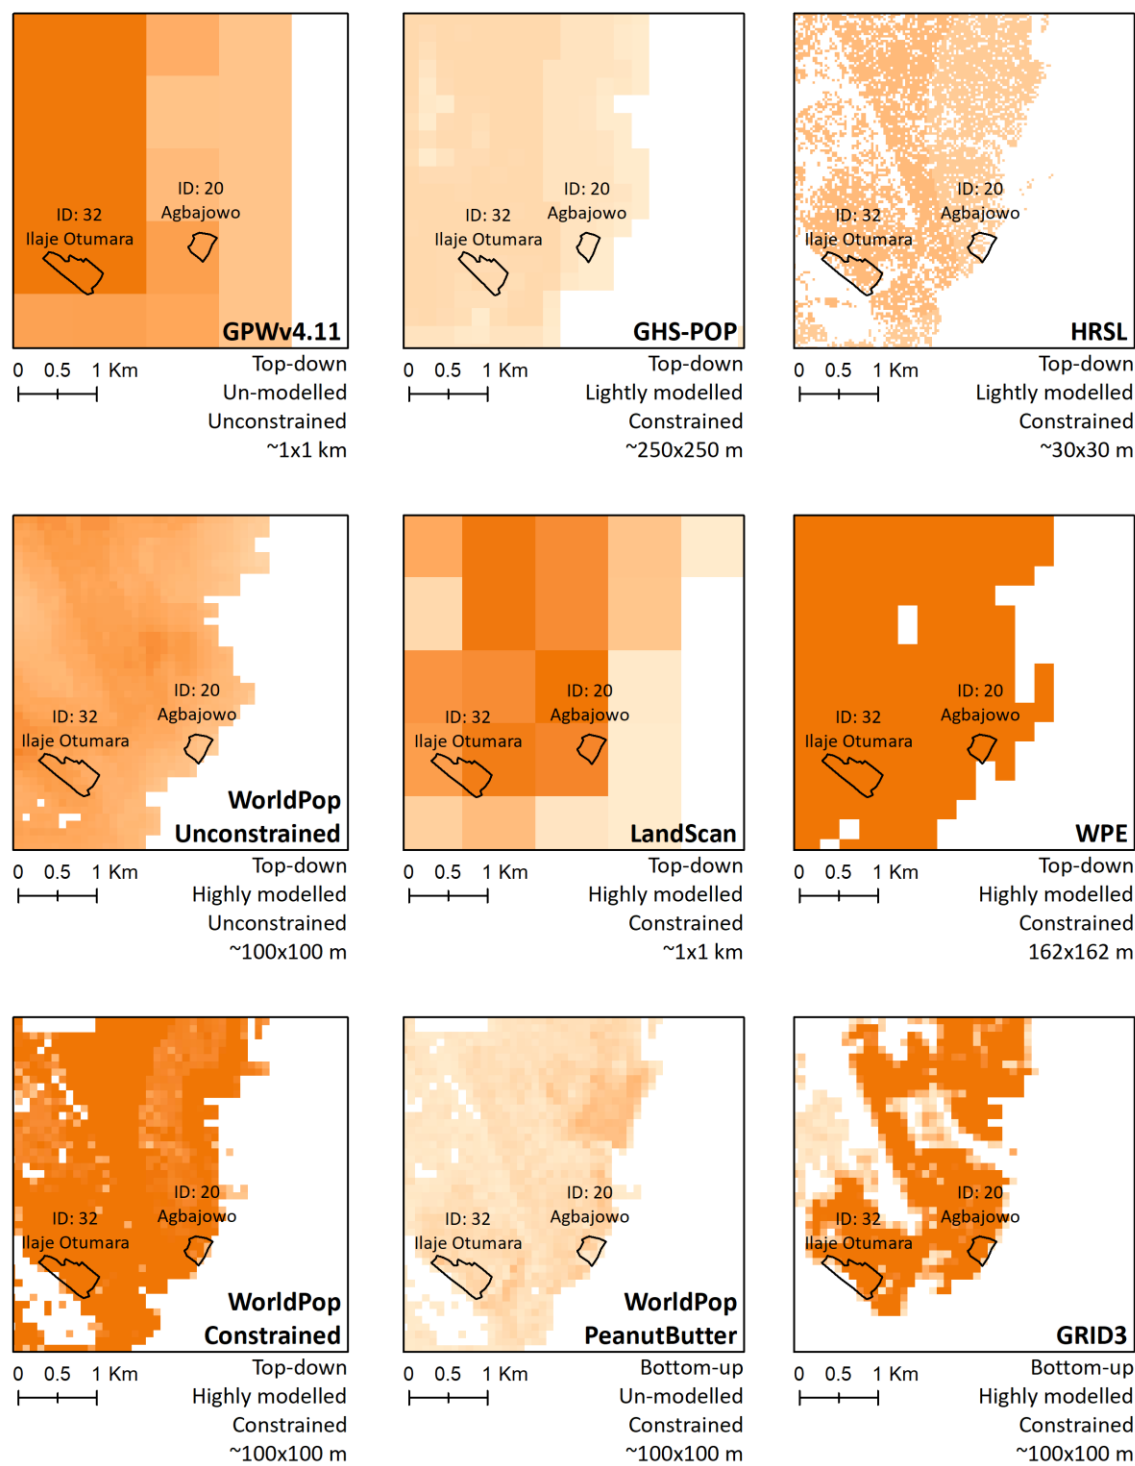 ID: 20
Agbajowo
ID: 32
Ilaje Otumara
GPWv4.11
0 0.5 1 Km
Top-down
Un-modelled
Unconstrained
~1x1 km
ID: 20
Agbajowo
ID: 32
Ilaje Otumara
GHS-POP
0 0.5 1 Km
Top-down
Lightly modelled
Constrained
~250x250 m
ID: 20
Agbajowo
ID: 32
Ilaje Otumara
HRSL
0 0.5 1 Km
Top-down
Lightly modelled
Constrained
~30x30 m
ID: 20
Agbajowo
ID: 32
Ilaje Otumara
WorldPop
Unconstrained
0 0.5 1 Km
Top-down
Highly modelled
Unconstrained
~100x100 m
ID: 20
Agbajowo
ID: 32
Ilaje Otumara
LandScan
0 0.5 1 Km
Top-down
Highly modelled
Constrained
~1x1 km
ID: 20
Agbajowo
ID: 32
Ilaje Otumara
WPE
0 0.5 1 Km
Top-down
Highly modelled
Constrained
162x162 m
ID: 20
Agbajowo
ID: 32
Ilaje Otumara
WorldPop
Constrained
0 0.5 1 Km
Top-down
Highly modelled
Constrained
~100x100 m
ID: 20
Agbajowo
ID: 32
Ilaje Otumara
WorldPop
PeanutButter
0 0.5 1 Km
Bottom-up
Un-modelled
Constrained
~100x100 m
ID: 20
Agbajowo
ID: 32
Ilaje Otumara
GRID3
0 0.5 1 Km
Bottom-up
Highly modelled
Constrained
~100x100 m